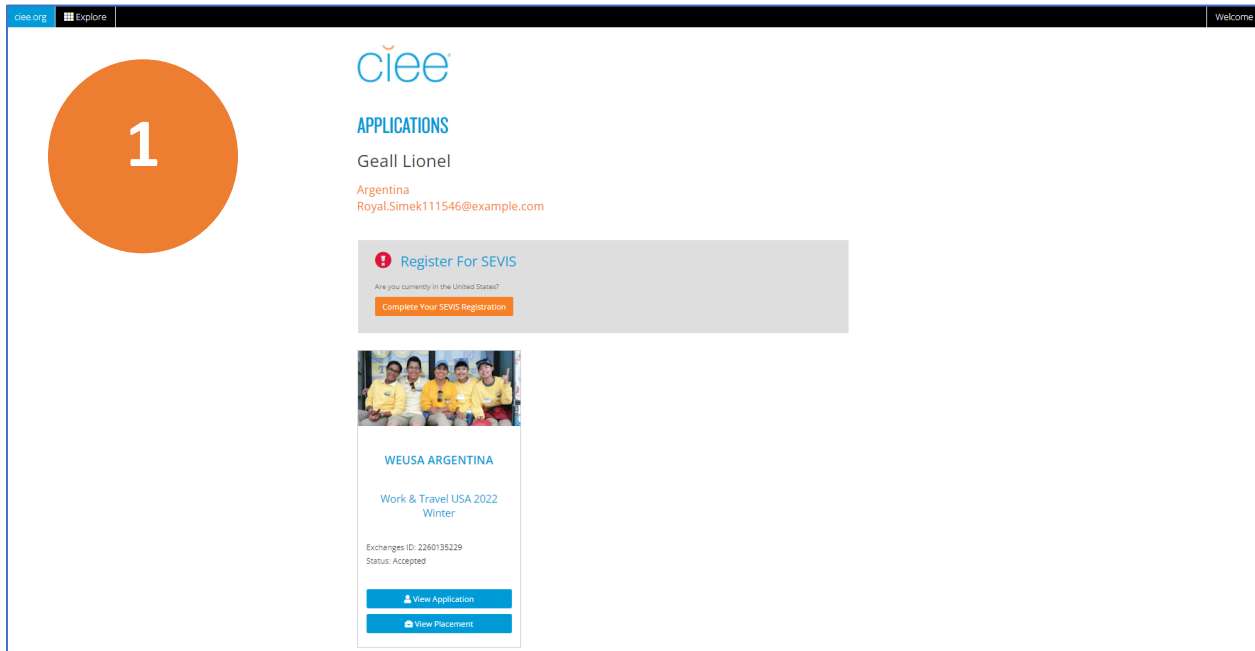 ciee.org Explore Welcome
1
ciee
APPLICATIONS
Geall Lionel
Argentina
Royal.Simek111546@example.com
Register For SEVIS
Are you currently in the United States?
Complete Your SEVIS Registration
WEUSA ARGENTINA
Work & Travel USA 2022
Winter
Exchanges ID: 2260135229
Status: Accepted
View Application
View Placement